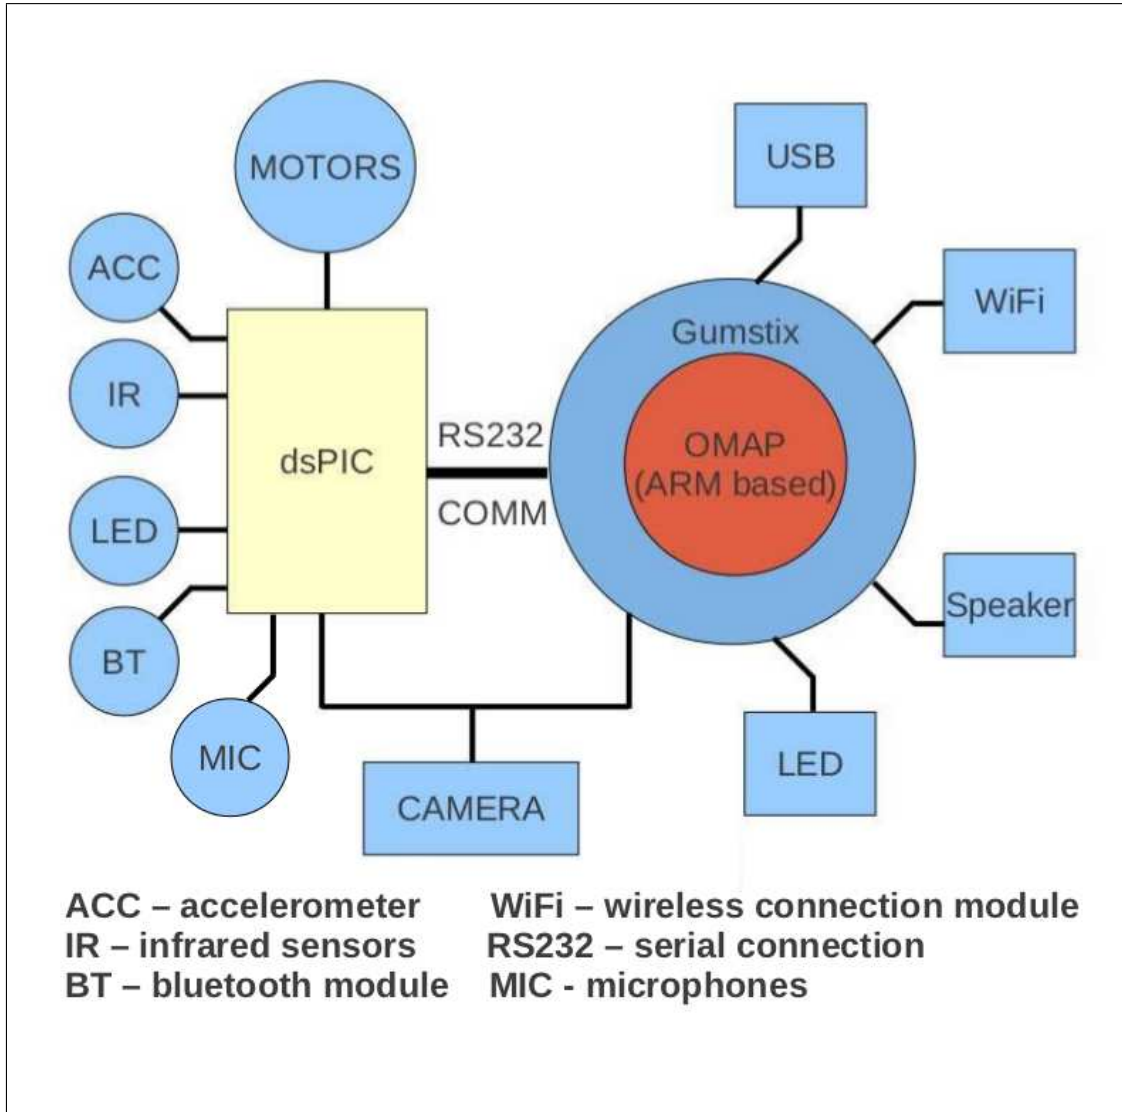 MOTORS
USB
ACC
WiFi
Gumstix
IR
RS232
OMAP
(ARM based)
dsPIC
COMM
LED
Speaker
BT
MIC
LED
CAMERA
ACC – accelerometer
WiFi – wireless connection module
IR – infrared sensors
RS232 – serial connection
BT – bluetooth module
MIC - microphones